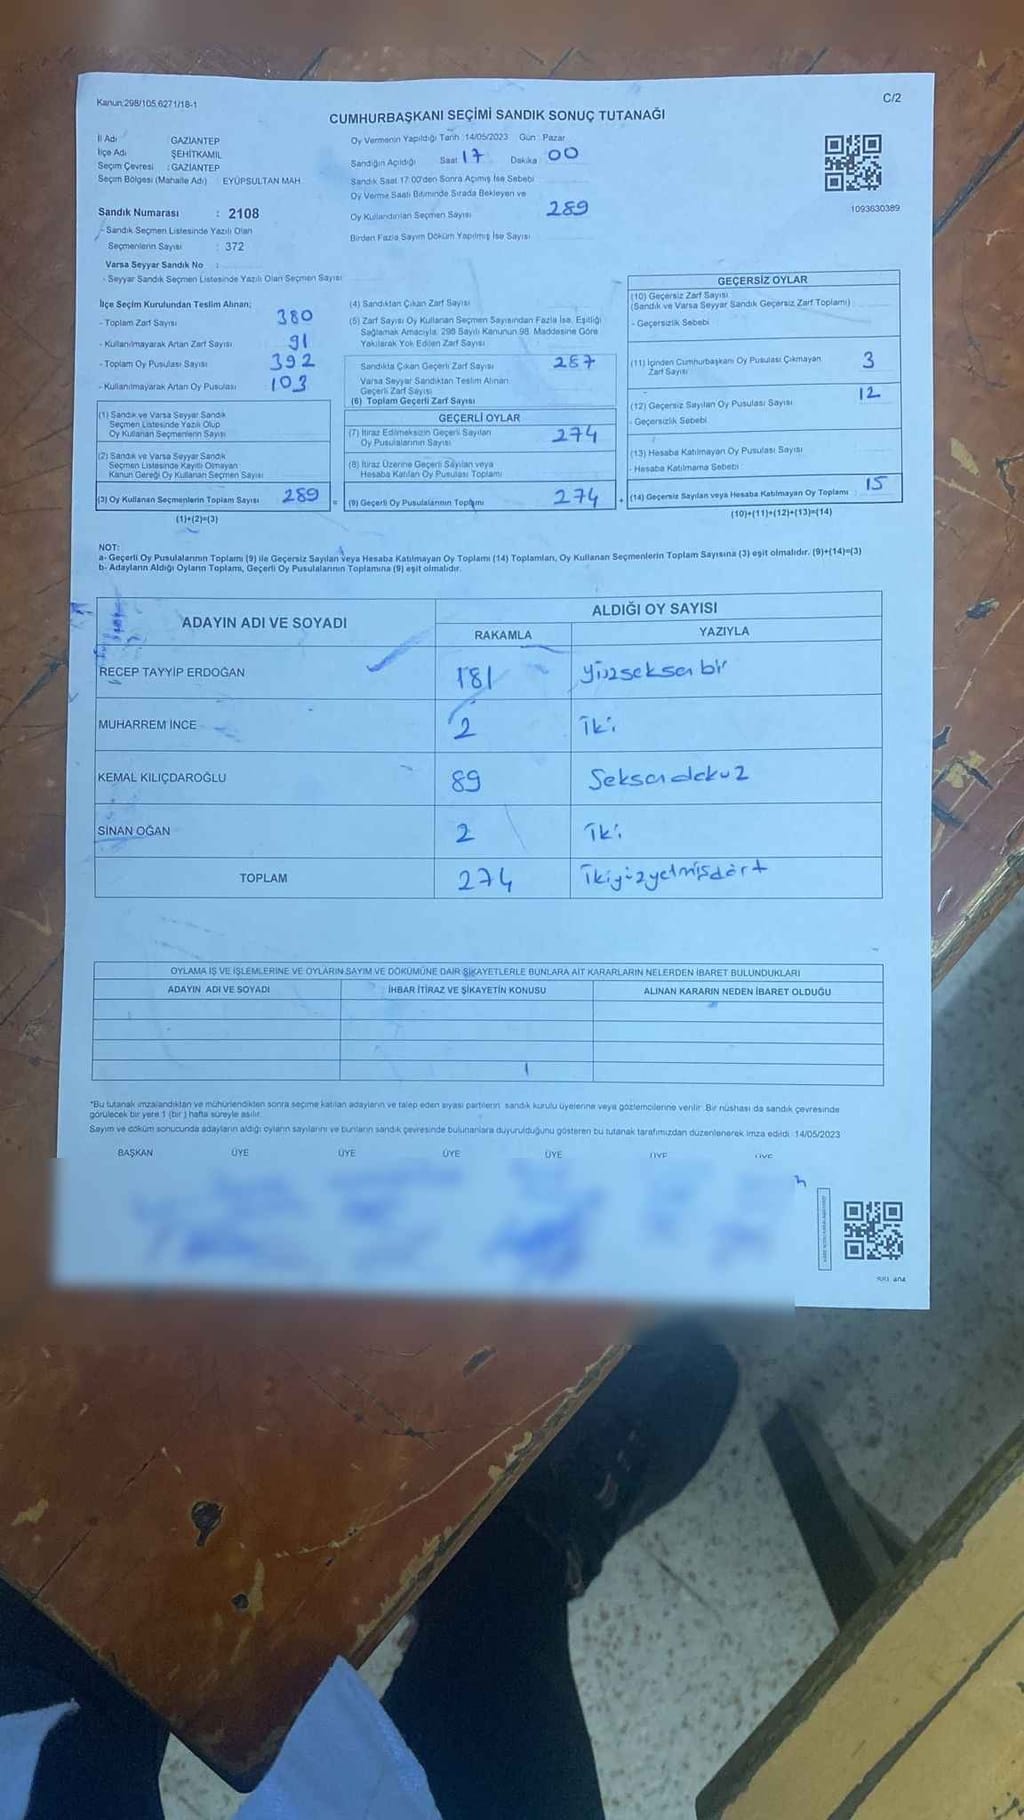 Kanun:298/105,6271/18-1
C/2
CUMHURBAŞKANI SEÇİMİ SANDIK SONUÇ TUTANAĞI
İl Adı : GAZİANTEP
İlçe Adı : ŞEHİTKAMİL
Seçim Çevresi : GAZİANTEP
Seçim Bölgesi (Mahalle Adı) : EYÜPSULTAN MAH.
Sandık Numarası : 2108
- Sandık Seçmen Listesinde Yazılı Olan
Seçmenlerin Sayısı : 372
Varsa Seyyar Sandık No :
- Seyyar Sandık Seçmen Listesinde Yazılı Olan Seçmen Sayısı:
Oy Vermenin Yapıldığı Tarih :14/05/2023 Gün : Pazar
Sandığın Açıldığı Saat 17 Dakika 00
Sandık Saat 17:00'den Sonra Açımış İse Sebebi
Oy Verme Saati Bitiminde Sırada Bekleyen ve
Oy Kullandırılan Seçmen Sayısı 289
Birden Fazla Sayım Döküm Yapılmış İse Sayısı
1093630389
İlçe Seçim Kurulundan Teslim Alınan;
- Toplam Zarf Sayısı 380
- Kullanılmayarak Artan Zarf Sayısı 91
- Toplam Oy Pusulası Sayısı 392
- Kullanılmayarak Artan Oy Pusulası 103
(1) Sandık ve Varsa Seyyar Sandık
Seçmen Listesinde Yazılı Olup
Oy Kullanan Seçmenlerin Sayısı
(2) Sandık ve Varsa Seyyar Sandık
Seçmen Listesinde Kayıtlı Olmayan
Kanun Gereği Oy Kullanan Seçmen Sayısı
(3) Oy Kullanan Seçmenlerin Toplam Sayısı 289 =
(1)+(2)=(3)
(4) Sandıktan Çıkan Zarf Sayısı
(5) Zarf Sayısı Oy Kullanan Seçmen Sayısından Fazla İse, Eşitliği
Sağlamak Amacıyla, 298 Sayılı Kanunun 98. Maddesine Göre
Yakılarak Yok Edilen Zarf Sayısı
Sandıkta Çıkan Geçerli Zarf Sayısı 287
Varsa Seyyar Sandıktan Teslim Alınan
Geçerli Zarf Sayısı
(6) Toplam Geçerli Zarf Sayısı
GEÇERLİ OYLAR
(7) İtiraz Edilmeksizin Geçerli Sayılan
Oy Pusulalarının Sayısı 274
(8) İtiraz Üzerine Geçerli Sayılan veya
Hesaba Katılan Oy Pusulası Toplamı
(9) Geçerli Oy Pusulalarının Toplamı 274 +
GEÇERSİZ OYLAR
(10) Geçersiz Zarf Sayısı
(Sandık ve Varsa Seyyar Sandık Geçersiz Zarf Toplamı)
- Geçersizlik Sebebi
(11) İçinden Cumhurbaşkanı Oy Pusulası Çıkmayan
Zarf Sayısı 3
(12) Geçersiz Sayılan Oy Pusulası Sayısı 12
- Geçersizlik Sebebi
(13) Hesaba Katılmayan Oy Pusulası Sayısı
- Hesaba Katılmama Sebebi
(14) Geçersiz Sayılan veya Hesaba Katılmayan Oy Toplamı 15
(10)+(11)+(12)+(13)=(14)
NOT:
a- Geçerli Oy Pusulalarının Toplamı (9) ile Geçersiz Sayılan veya Hesaba Katılmayan Oy Toplamı (14) Toplamları, Oy Kullanan Seçmenlerin Toplam Sayısına (3) eşit olmalıdır. (9)+(14)=(3)
b- Adayların Aldığı Oyların Toplamı, Geçerli Oy Pusulalarının Toplamına (9) eşit olmalıdır.
ADAYIN ADI VE SOYADI ALDIĞI OY SAYISI
RAKAMLA YAZIYLA
RECEP TAYYİP ERDOĞAN 181 yüzseksenbir
MUHARREM İNCE 2 iki
KEMAL KILIÇDAROĞLU 89 Seksendokuz
SİNAN OĞAN 2 iki
TOPLAM 274 ikiyüzyetmişdört
OYLAMA İŞ VE İŞLEMLERİNE VE OYLARIN SAYIM VE DÖKÜMÜNE DAİR ŞİKAYETLERLE BUNLARA AİT KARARLARIN NELERDEN İBARET BULUNDUKLARI
ADAYIN ADI VE SOYADI İHBAR İTİRAZ VE ŞİKAYETİN KONUSU ALINAN KARARIN NEDEN İBARET OLDUĞU
*Bu tutanak imzalandıktan ve mühürlendikten sonra seçime katılan adayların ve talep eden siyasi partilerin sandık kurulu üyelerine veya gözlemcilerine verilir. Bir nüshası da sandık çevresinde
görülecek bir yere 1 (bir ) hafta süreyle asılır.
Sayım ve döküm sonucunda adayların aldığı oyların sayılarını ve bunların sandık çevresinde bulunanlara duyurulduğunu gösteren bu tutanak tarafımızdan düzenlenerek imza edildi. 14/05/2023
BAŞKAN ÜYE ÜYE ÜYE ÜYE ÜYE ÜYE